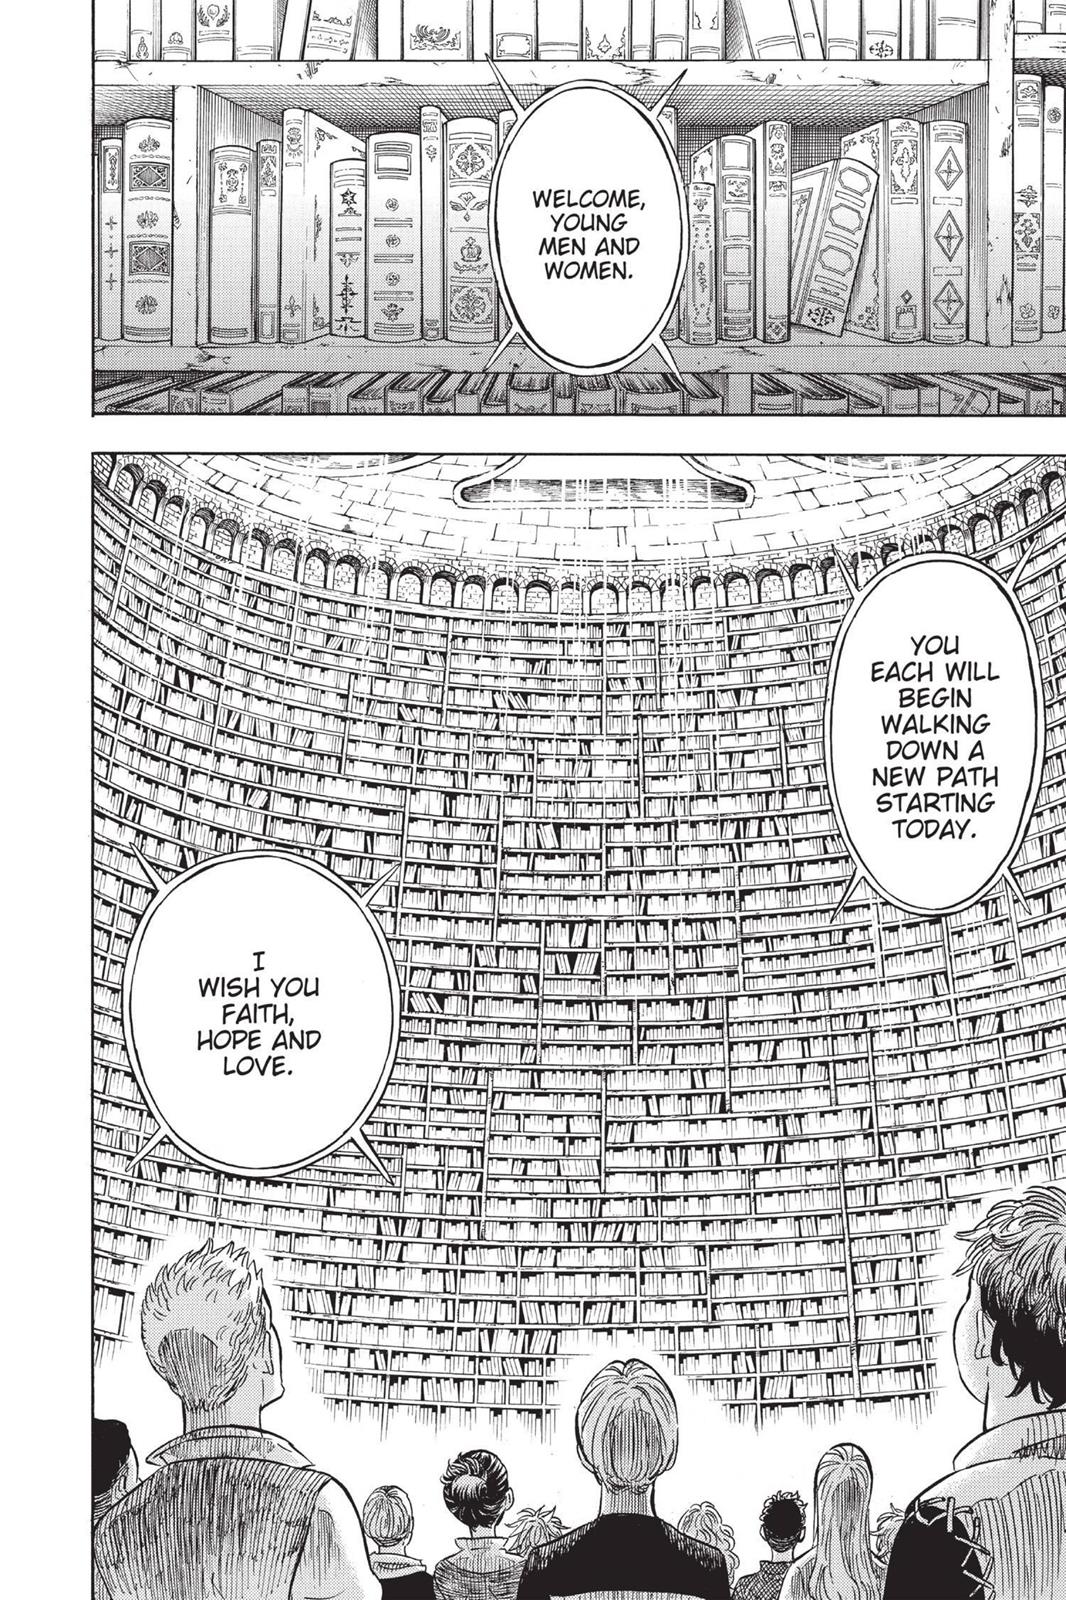 WELCOME,
YOUNG
MEN AND
WOMEN.
YOU
EACH WILL
BEGIN
WALKING
DOWN A
NEW PATH
STARTING
TODAY.
I
WISH YOU
FAITH,
HOPE AND
LOVE.